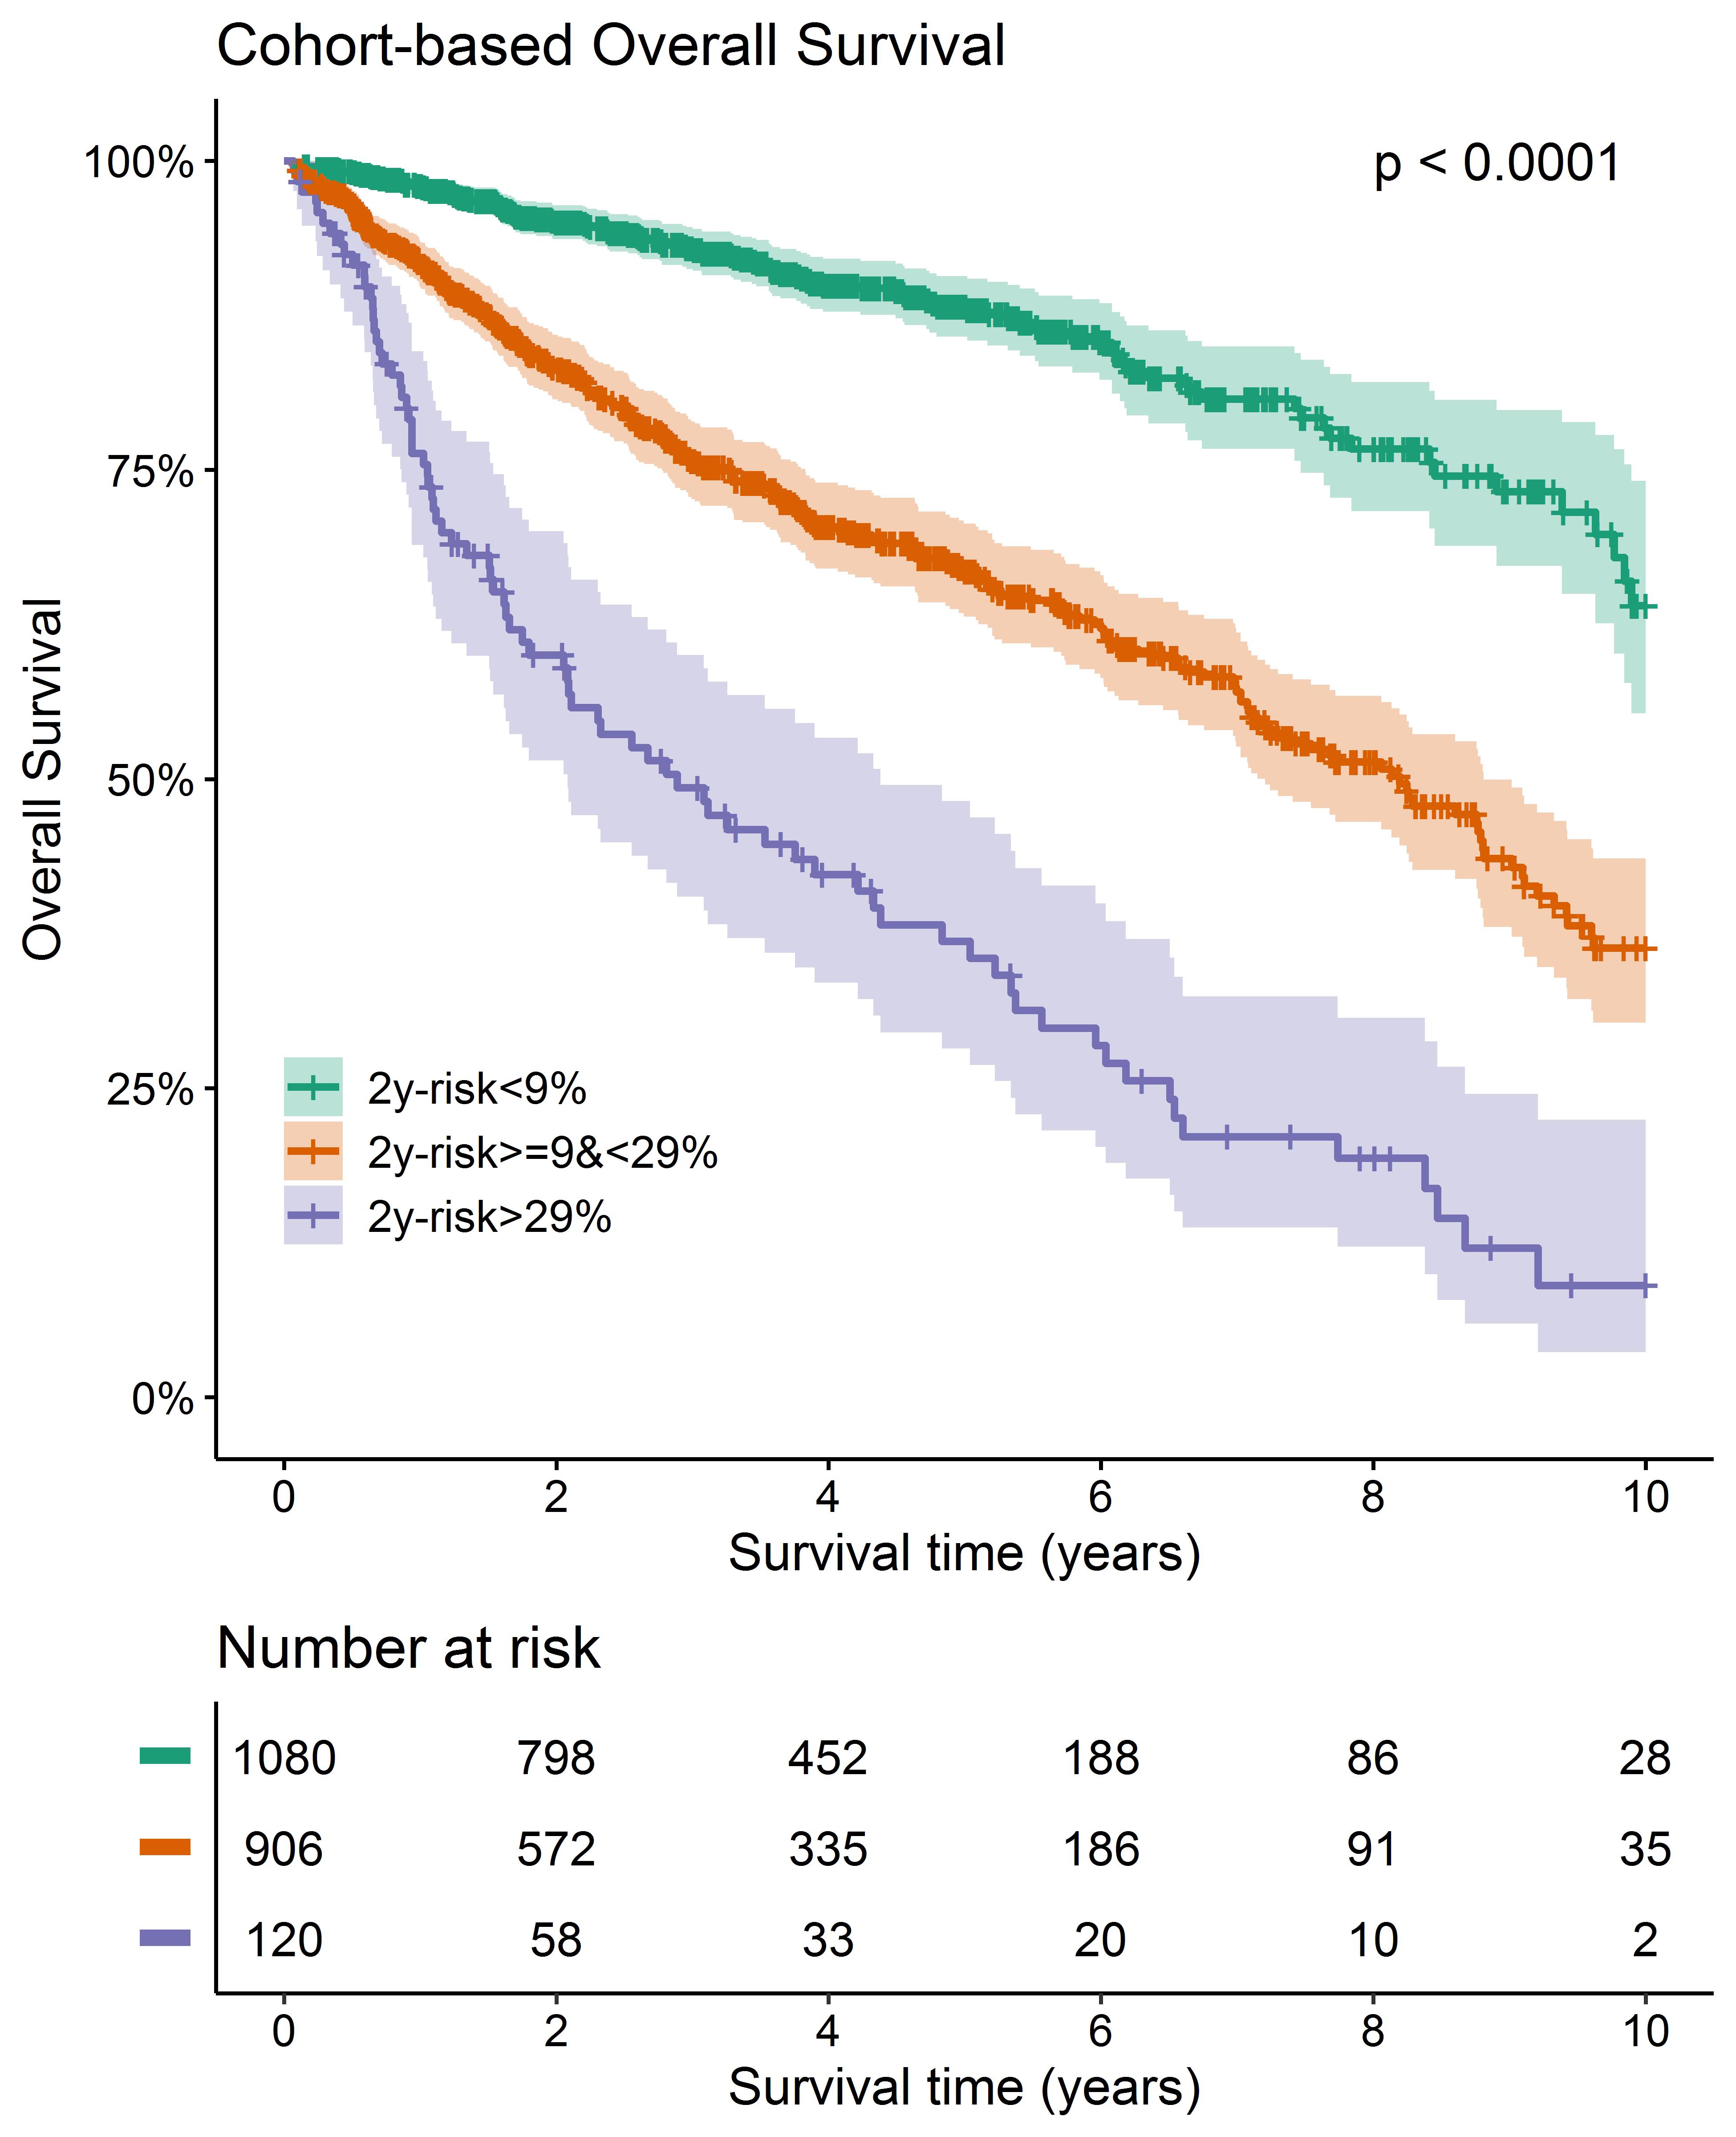 Cohort-based Overall Survival
p < 0.0001
100%
75%
50%
25%
0%
Overall Survival
2y-risk<9%
2y-risk>=9&<29%
2y-risk>29%
0 2 4 6 8 10
Survival time (years)
Number at risk
1080 798 452 188 86 28
906 572 335 186 91 35
120 58 33 20 10 2
0 2 4 6 8 10
Survival time (years)